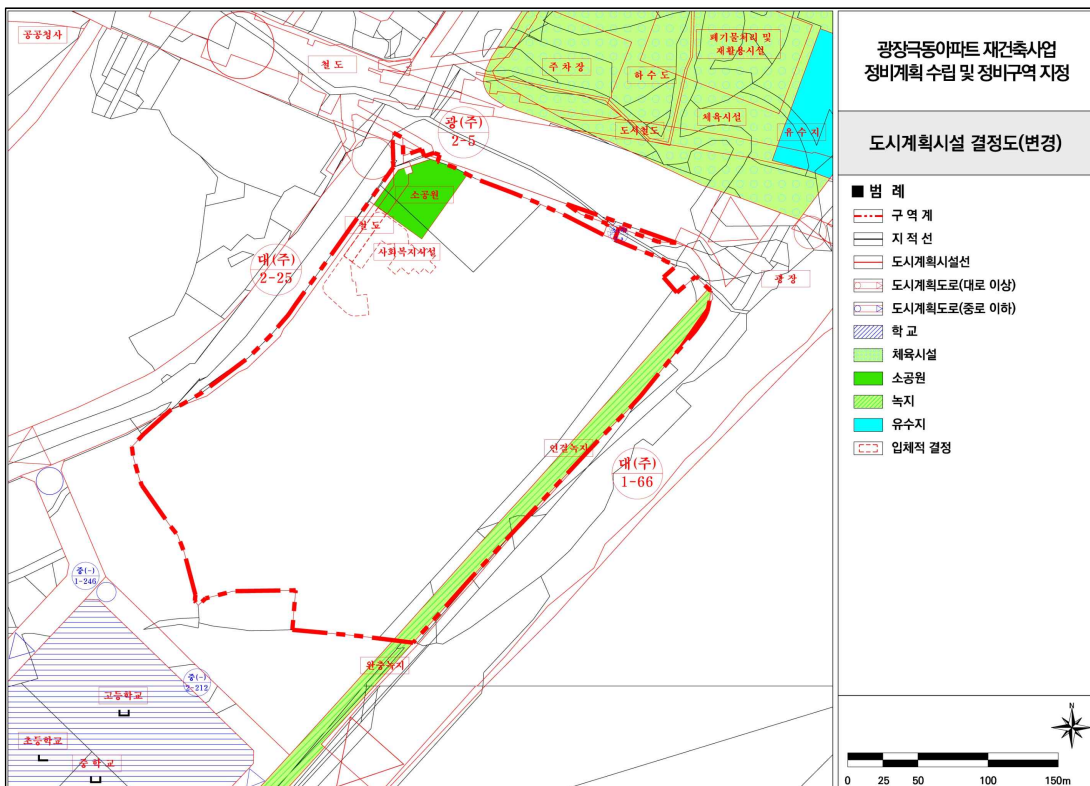 공공청사
철도
주차장
하수도
폐기물처리 및
재활용시설
체육시설
도시철도
유수지
광(주)
2-5
소공원
철도
사회복지시설
대(주)
2-25
광장
연결녹지
대(주)
1-66
중(-)
1-246
완충녹지
중(-)
2-212
고등학교
초등학교
중학교
광장극동아파트 재건축사업
정비계획 수립 및 정비구역 지정
도시계획시설 결정도(변경)
■ 범 례
구 역 계
지 적 선
도시계획시설선
도시계획도로(대로 이상)
도시계획도로(중로 이하)
학 교
체육시설
소공원
녹지
유수지
입체적 결정
N
0 25 50 100 150m